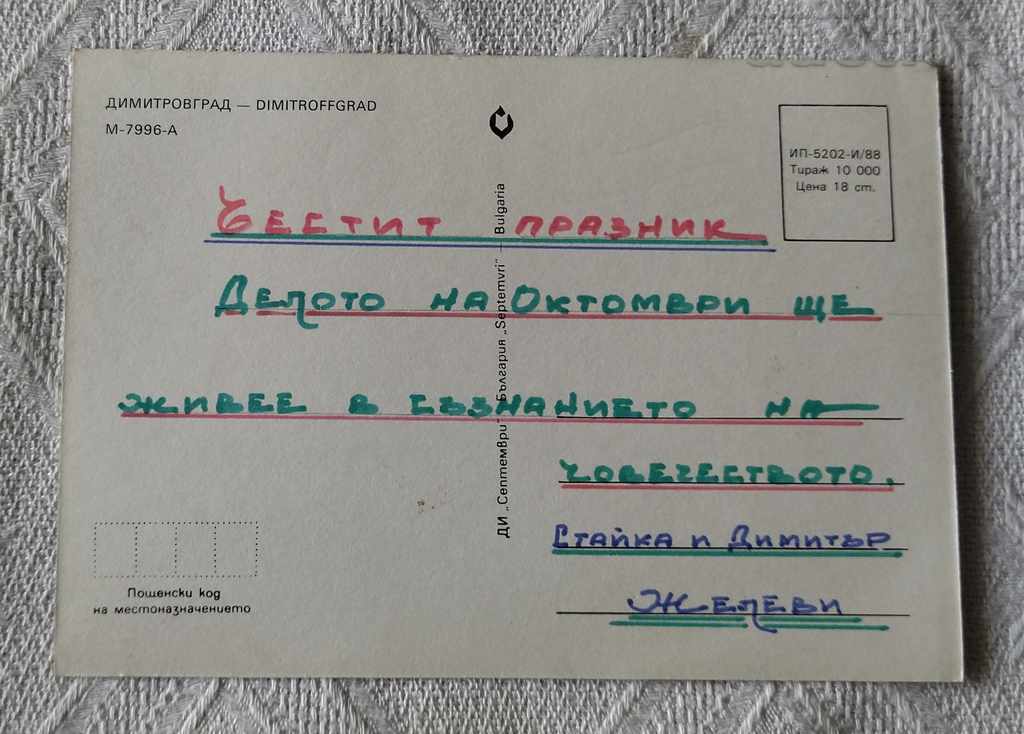 ДИМИТРОВГРАД — DIMITROFFGRAD
М-7996-А
ИП-5202-И/88
Тираж 10 000
Цена 18 ст.
ЧЕСТИТ ПРАЗНИК
ДЕЛОТО НА ОКТОМВРИ ЩЕ
ЖИВЕЕ В СЪЗНАНИЕТО НА
ЧОВЕЧЕСТВОТО.
СТАЙКА И ДИМИТЪР
ЖЕЛЕВИ
ДИ „Септември" — България „Septemvri" — Bulgaria
Пощенски код
на местоназначението